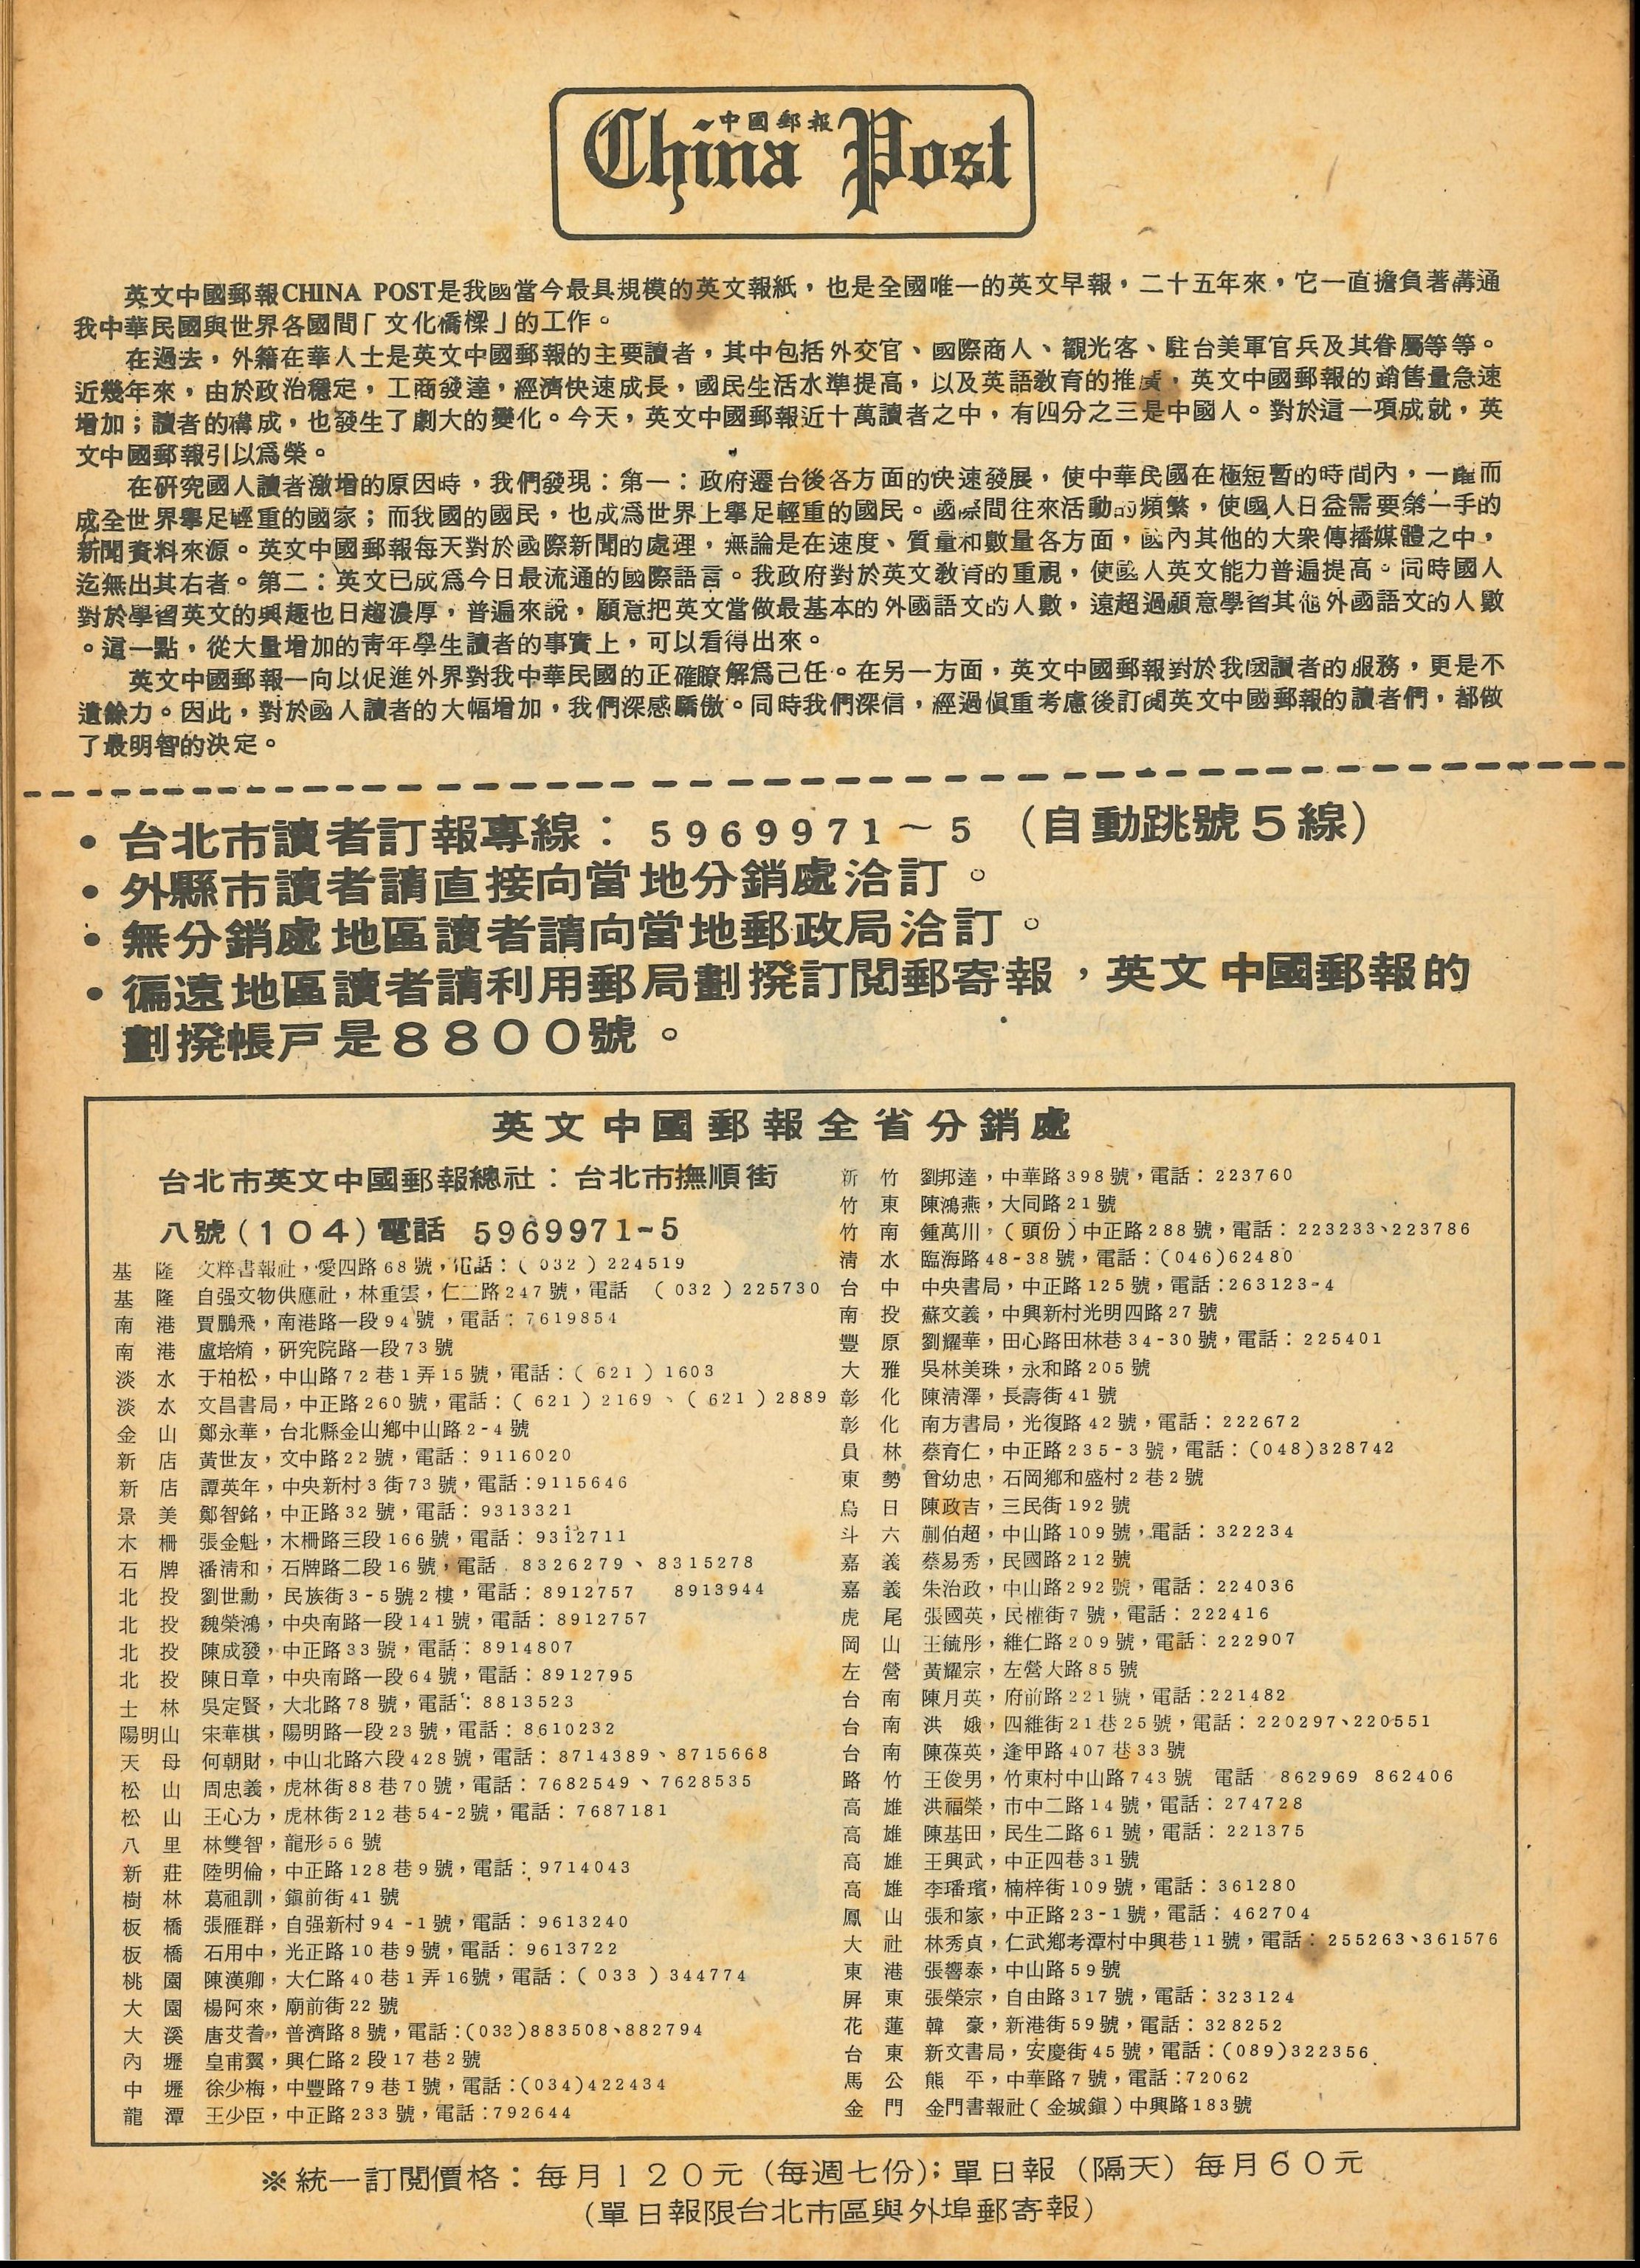 中國郵報
China Post
英文中國郵報CHINA POST是我國當今最具規模的英文報紙，也是全國唯一的英文早報，二十五年來，它一直擔負著溝通
我中華民國與世界各國間「文化橋樑」的工作。
在過去，外籍在華人士是英文中國郵報的主要讀者，其中包括外交官、國際商人、觀光客、駐台美軍官兵及其眷屬等等。
近幾年來，由於政治穩定，工商發達，經濟快速成長，國民生活水準提高，以及英語教育的推廣，英文中國郵報的銷售量急速
增加；讀者的構成，也發生了劇大的變化。今天，英文中國郵報近十萬讀者之中，有四分之三是中國人。對於這一項成就，英
文中國郵報引以爲榮。
在研究國人讀者激增的原因時，我們發現：第一：政府遷台後各方面的快速發展，使中華民國在極短暫的時間內，一躍而
成全世界舉足輕重的國家；而我國的國民，也成爲世界上舉足輕重的國民。國際間往來活動的頻繁，使國人日益需要第一手的
新聞資料來源。英文中國郵報每天對於國際新聞的處理，無論是在速度、質量和數量各方面，國內其他的大衆傳播媒體之中，
迄無出其右者。第二：英文已成爲今日最流通的國際語言。我政府對於英文教育的重視，使國人英文能力普遍提高。同時國人
對於學習英文的興趣也日趨濃厚，普遍來說，願意把英文當做最基本的外國語文的人數，遠超過願意學習其他外國語文的人數
。這一點，從大量增加的靑年學生讀者的事實上，可以看得出來。
英文中國郵報一向以促進外界對我中華民國的正確瞭解爲己任。在另一方面，英文中國郵報對於我國讀者的服務，更是不
遺餘力。因此，對於國人讀者的大幅增加，我們深感驕傲。同時我們深信，經過愼重考慮後訂閱英文中國郵報的讀者們，都做
了最明智的決定。
• 台北市讀者訂報專線：5969971～5（自動跳號5線）
• 外縣市讀者請直接向當地分銷處洽訂。
• 無分銷處地區讀者請向當地郵政局洽訂。
• 偏遠地區讀者請利用郵局劃撥訂閱郵寄報，英文中國郵報的
劃撥帳戶是8800號。
英文中國郵報全省分銷處
台北市英文中國郵報總社：台北市撫順街
八號(104)電話 5969971-5
基隆 文粹書報社，愛四路68號，電話：(032)224519
基隆 自强文物供應社，林重雲，仁二路247號，電話 (032)225730
南港 賈鵬飛，南港路一段94號，電話：7619854
南港 盧培堉，研究院路一段73號
淡水 于柏松，中山路72巷1弄15號，電話：(621)1603
淡水 文昌書局，中正路260號，電話：(621)2169、(621)2889
金山 鄭永華，台北縣金山鄉中山路2-4號
新店 黃世友，文中路22號，電話：9116020
新店 譚英年，中央新村3街73號，電話:9115646
景美 鄭智銘，中正路32號，電話：9313321
木柵 張金魁，木柵路三段166號，電話：9312711
石牌 潘淸和，石牌路二段16號，電話：8326279、8315278
北投 劉世勳，民族街3-5號2樓，電話：8912757 8913944
北投 魏榮鴻，中央南路一段141號，電話：8912757
北投 陳成發，中正路33號，電話：8914807
北投 陳日章，中央南路一段64號，電話：8912795
士林 吳定賢，大北路78號，電話：8813523
陽明山 宋華棋，陽明路一段23號，電話：8610232
天母 何朝財，中山北路六段428號，電話：8714389、8715668
松山 周忠義，虎林街88巷70號，電話：7682549、7628535
松山 王心方，虎林街212巷54-2號，電話：7687181
八里 林雙智，龍形56號
新莊 陸明倫，中正路128巷9號，電話：9714043
樹林 葛祖訓，鎭前街41號
板橋 張雁群，自强新村94-1號，電話：9613240
板橋 石用中，光正路10巷9號，電話：9613722
桃園 陳漢卿，大仁路40巷1弄16號，電話：(033)344774
大園 楊阿來，廟前街22號
大溪 唐艾耆，普濟路8號，電話：(033)883508、882794
內壢 皇甫翼，興仁路2段17巷2號
中壢 徐少梅，中豐路79巷1號，電話：(034)422434
龍潭 王少臣，中正路233號，電話:792644
新竹 劉邦達，中華路398號，電話：223760
竹東 陳鴻燕，大同路21號
竹南 鍾萬川，(頭份)中正路288號，電話：223233、223786
淸水 臨海路48-38號，電話：(046)62480
台中 中央書局，中正路125號，電話:263123-4
南投 蘇文義，中興新村光明四路27號
豐原 劉耀華，田心路田林巷34-30號，電話：225401
大雅 吳林美珠，永和路205號
彰化 陳淸澤，長壽街41號
彰化 南方書局，光復路42號，電話：222672
員林 蔡育仁，中正路235-3號，電話：(048)328742
東勢 曾幼忠，石岡鄉和盛村2巷2號
烏日 陳政吉，三民街192號
斗六 蒯伯超，中山路109號，電話：322234
嘉義 蔡易秀，民國路212號
嘉義 朱治政，中山路292號，電話：224036
虎尾 張國英，民權街7號，電話：222416
岡山 王毓彤，維仁路209號，電話：222907
左營 黃耀宗，左營大路85號
台南 陳月英，府前路221號，電話:221482
台南 洪娥，四維街21巷25號，電話：220297、220551
台南 陳葆英，逢甲路407巷33號
路竹 王俊男，竹東村中山路743號 電話 862969 862406
高雄 洪福榮，市中二路14號，電話：274728
高雄 陳基田，民生二路61號，電話：221375
高雄 王興武，中正四巷31號
高雄 李璠璸，楠梓街109號，電話：361280
鳳山 張和家，中正路23-1號，電話：462704
大社 林秀貞，仁武鄉考潭村中興巷11號，電話：255263、361576
東港 張響泰，中山路59號
屛東 張榮宗，自由路317號，電話：323124
花蓮 韓豪，新港街59號，電話：328252
台東 新文書局，安慶街45號，電話：(089)322356
馬公 熊平，中華路7號，電話:72062
金門 金門書報社(金城鎭)中興路183號
※統一訂閱價格：每月120元（每週七份）；單日報（隔天）每月60元
（單日報限台北市區與外埠郵寄報）